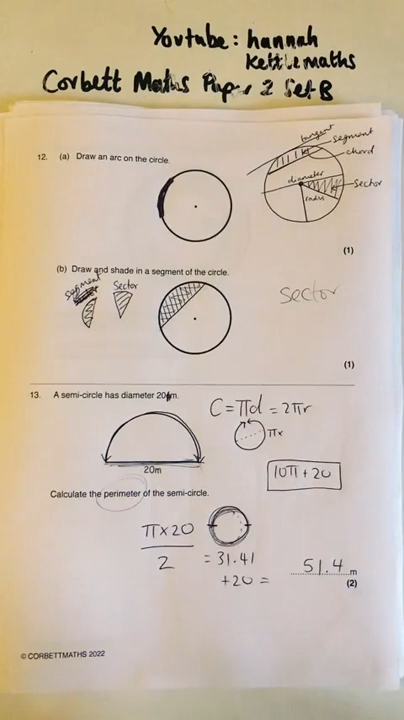 Youtube: hannah
kettlemaths
Corbett Maths Paper 2 Set B
12. (a) Draw an arc on the circle.
tangent
segment
chord
diameter
sector
radius
(1)
(b) Draw and shade in a segment of the circle.
segment
Sector
sector
(1)
13. A semi-circle has diameter 20m.
C = πd = 2πr
πx
20m
10π + 20
Calculate the perimeter of the semi-circle.
π×20
2
= 31.41
+20 =
51.4 m
(2)
© CORBETTMATHS 2022